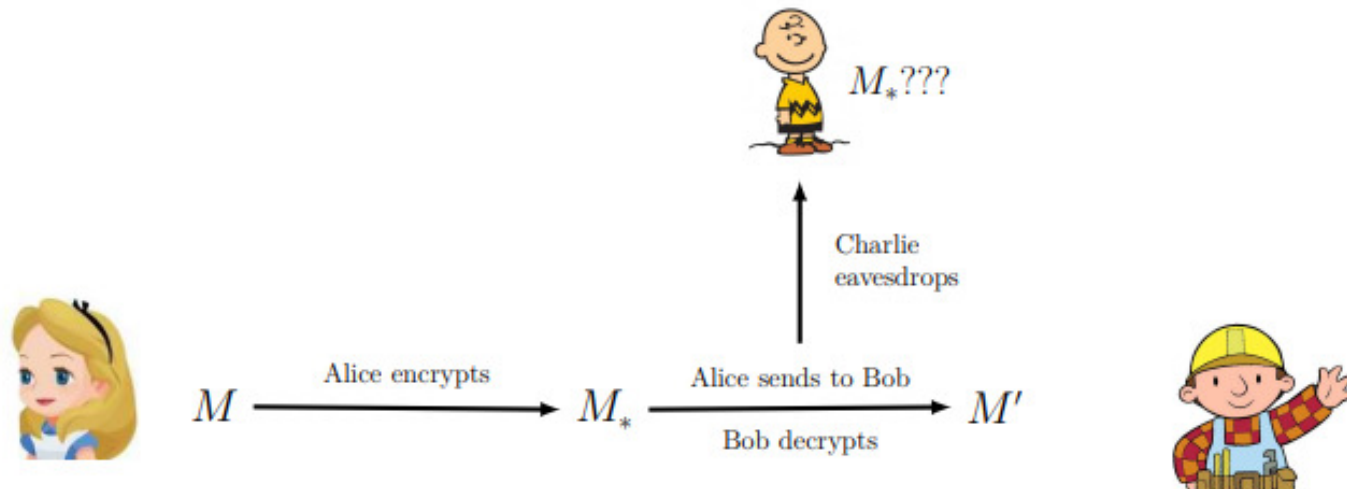 M_*???
Charlie
eavesdrops
Alice encrypts
Alice sends to Bob
M
M_*
M'
Bob decrypts